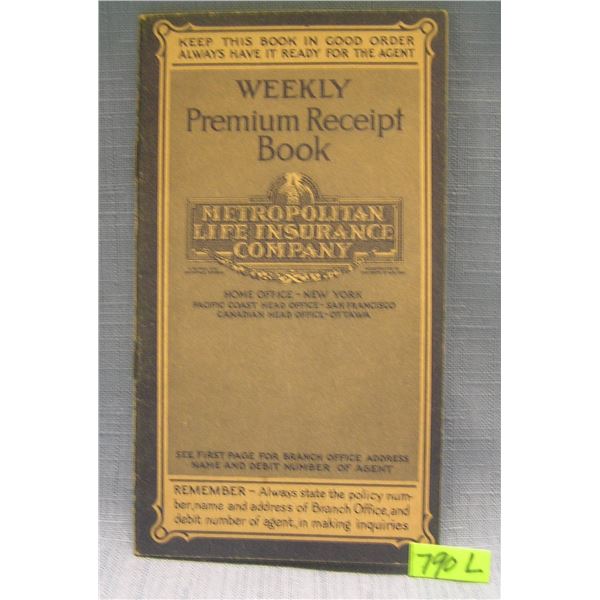 KEEP THIS BOOK IN GOOD ORDER
ALWAYS HAVE IT READY FOR THE AGENT
WEEKLY
Premium Receipt
Book
METROPOLITAN
LIFE INSURANCE
COMPANY
HOME OFFICE - NEW YORK
PACIFIC COAST HEAD OFFICE - SAN FRANCISCO
CANADIAN HEAD OFFICE - OTTAWA
SEE FIRST PAGE FOR BRANCH OFFICE ADDRESS
NAME AND DEBIT NUMBER OF AGENT
REMEMBER - Always state the policy num-
ber, name and address of Branch Office, and
debit number of agent, in making inquiries
790 L